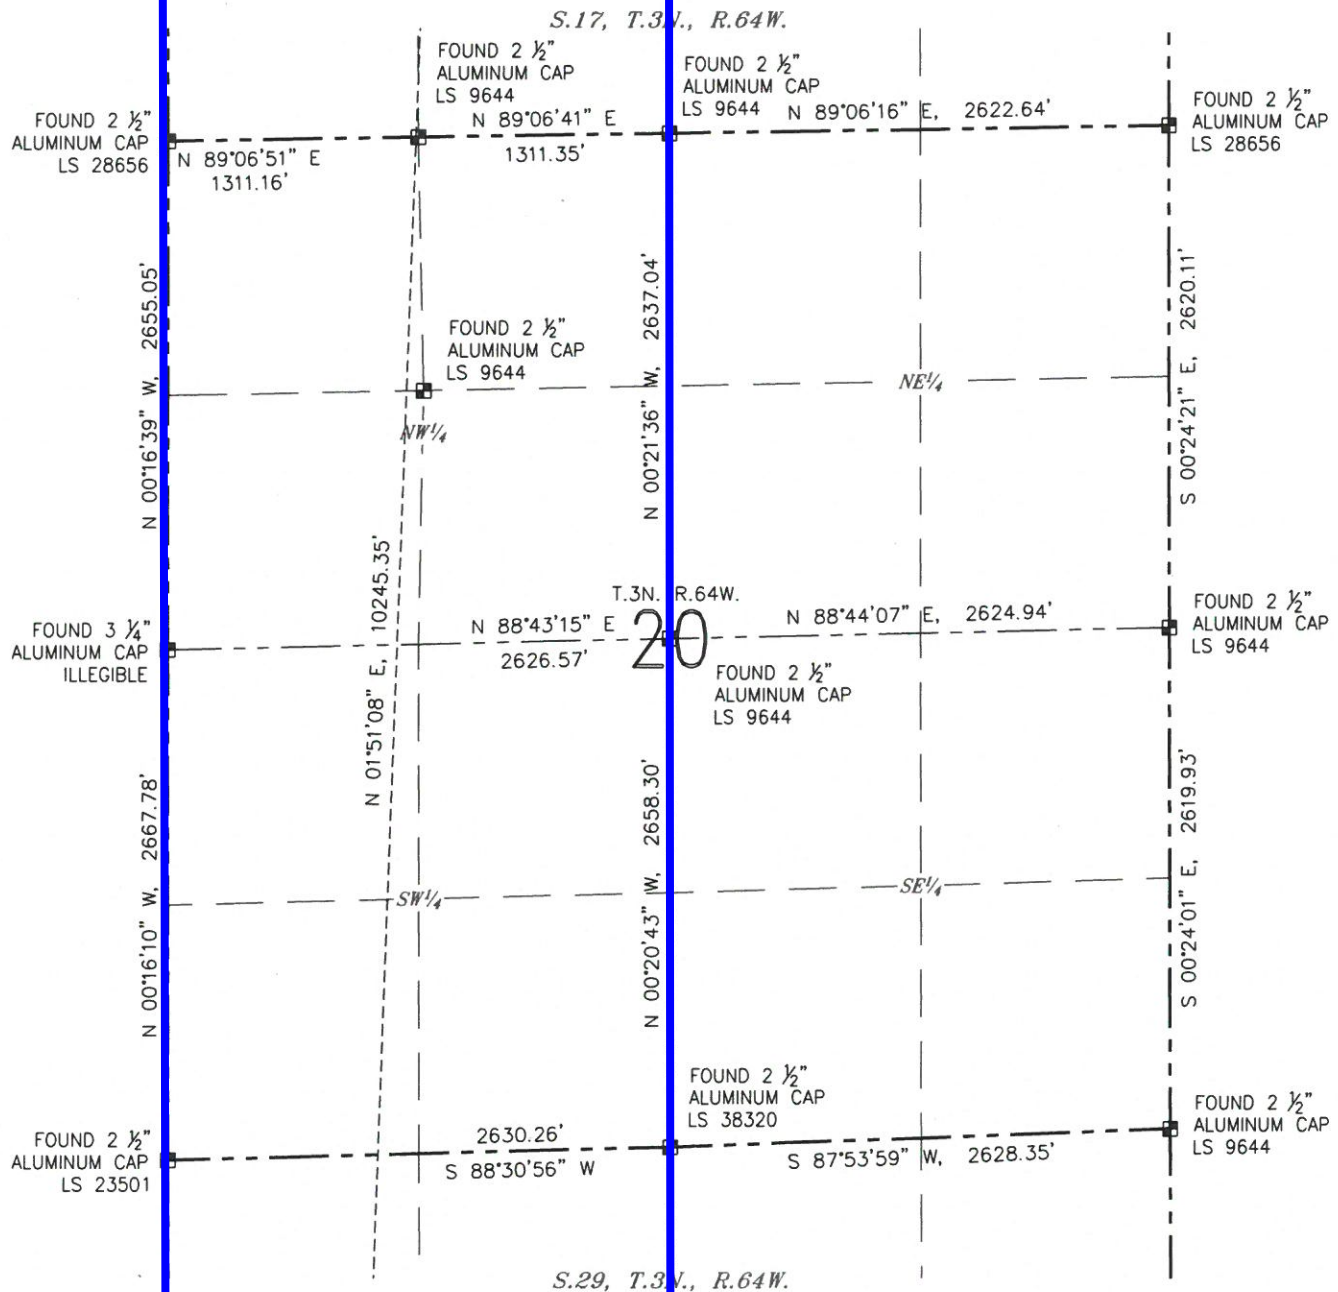 S.17, T.3N., R.64W.
FOUND 2 ½"
ALUMINUM CAP
LS 9644
FOUND 2 ½"
ALUMINUM CAP
LS 9644
FOUND 2 ½"
ALUMINUM CAP
LS 28656
FOUND 2 ½"
ALUMINUM CAP
LS 28656
N 89°06'41" E
1311.35'
N 89°06'16" E, 2622.64'
N 89°06'51" E
1311.16'
N 00°16'39" W, 2655.05'
N 00°21'36" W, 2637.04'
S 00°24'21" E, 2620.11'
FOUND 2 ½"
ALUMINUM CAP
LS 9644
NE¼
NW¼
N 01°51'08" E, 10245.35'
T.3N. R.64W.
20
N 88°43'15" E
2626.57'
N 88°44'07" E, 2624.94'
FOUND 3 ¼"
ALUMINUM CAP
ILLEGIBLE
FOUND 2 ½"
ALUMINUM CAP
LS 9644
FOUND 2 ½"
ALUMINUM CAP
LS 9644
N 00°16'10" W, 2667.78'
N 00°20'43" W, 2658.30'
S 00°24'01" E, 2619.93'
SW¼
SE¼
FOUND 2 ½"
ALUMINUM CAP
LS 38320
FOUND 2 ½"
ALUMINUM CAP
LS 9644
FOUND 2 ½"
ALUMINUM CAP
LS 23501
2630.26'
S 88°30'56" W
S 87°53'59" W, 2628.35'
S.29, T.3N., R.64W.